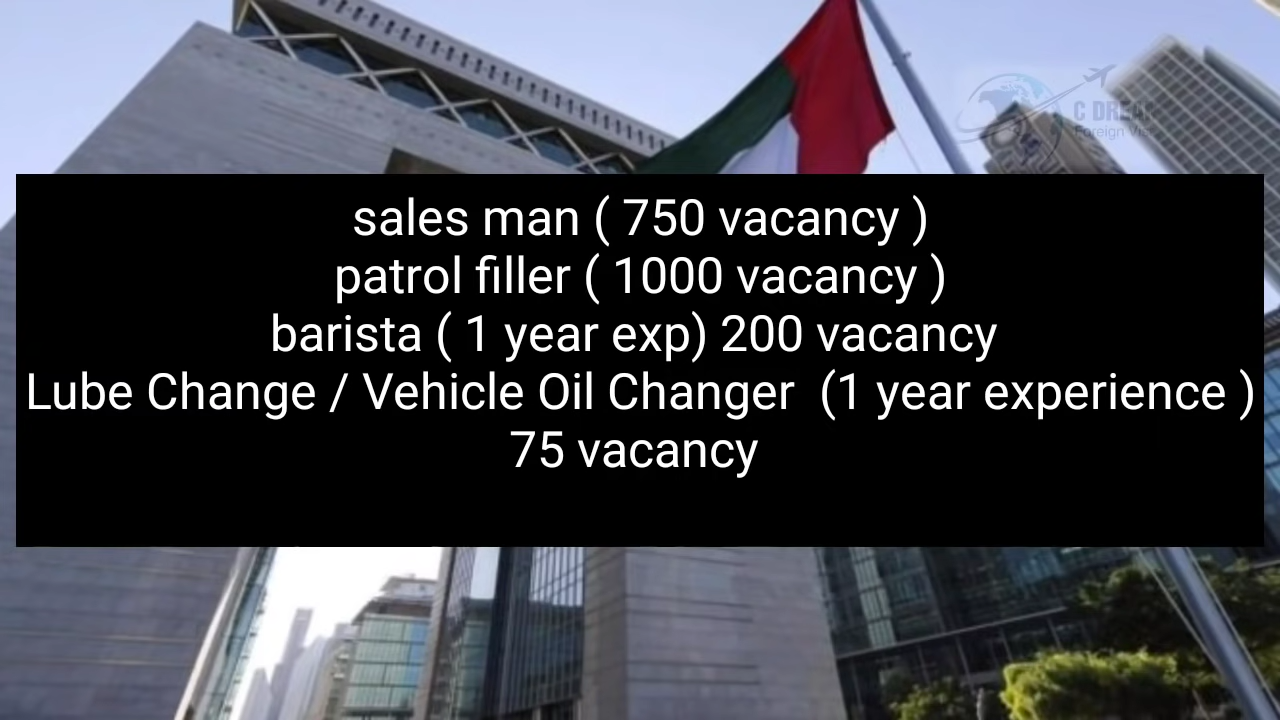 sales man ( 750 vacancy )
patrol filler ( 1000 vacancy )
barista ( 1 year exp) 200 vacancy
Lube Change / Vehicle Oil Changer  (1 year experience )
75 vacancy
C
Foreign